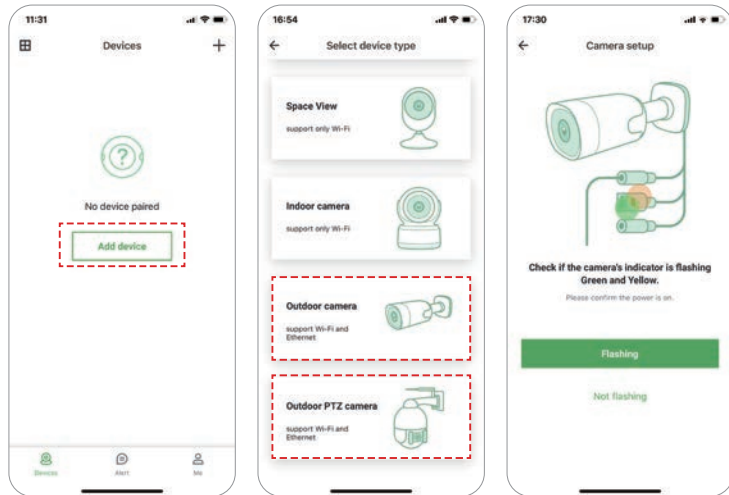 11:31
Devices
No device paired
Add device
Devices
Alert
Me
16:54
Select device type
Space View
support only Wi-Fi
Indoor camera
support only Wi-Fi
Outdoor camera
support Wi-Fi and
Ethernet
Outdoor PTZ camera
support Wi-Fi and
Ethernet
17:30
Camera setup
Check if the camera's indicator is flashing
Green and Yellow.
Please confirm the power is on.
Flashing
Not flashing